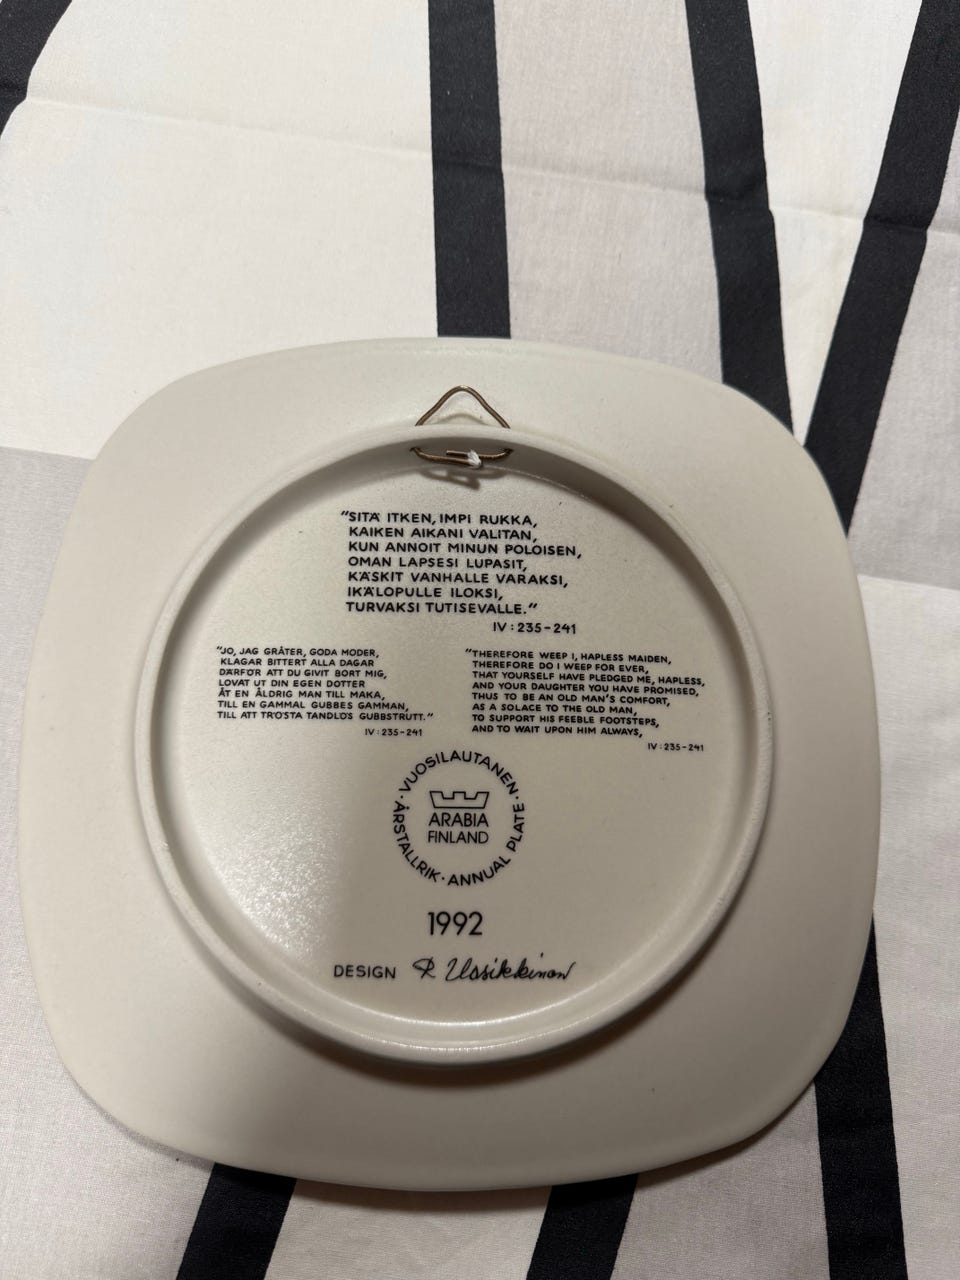 "SITÄ ITKEN, IMPI RUKKA,
KAIKEN AIKANI VALITAN,
KUN ANNOIT MINUN POLOISEN,
OMAN LAPSESI LUPASIT,
KÄSKIT VANHALLE VARAKSI,
IKÄLOPULLE ILOKSI,
TURVAKSI TUTISEVALLE."
IV : 235-241
"JO, JAG GRÅTER, GODA MODER,
KLAGAR BITTERT ALLA DAGAR
DÄRFÖR ATT DU GIVIT BORT MIG,
LOVAT UT DIN EGEN DOTTER
ÅT EN ÅLDRIG MAN TILL MAKA,
TILL EN GAMMAL GUBBES GAMMAN,
TILL ATT TRÖSTA TANDLÖS GUBBSTRUTT."
IV : 235-241
"THEREFORE WEEP I, HAPLESS MAIDEN,
THEREFORE DO I WEEP FOR EVER,
THAT YOURSELF HAVE PLEDGED ME, HAPLESS,
AND YOUR DAUGHTER YOU HAVE PROMISED,
THUS TO BE AN OLD MAN'S COMFORT,
AS A SOLACE TO THE OLD MAN,
TO SUPPORT HIS FEEBLE FOOTSTEPS,
AND TO WAIT UPON HIM ALWAYS,
IV : 235-241
· VUOSILAUTANEN · ANNUAL PLATE · ÅRSTALLRIK
ARABIA
FINLAND
1992
DESIGN R Uosikkinen